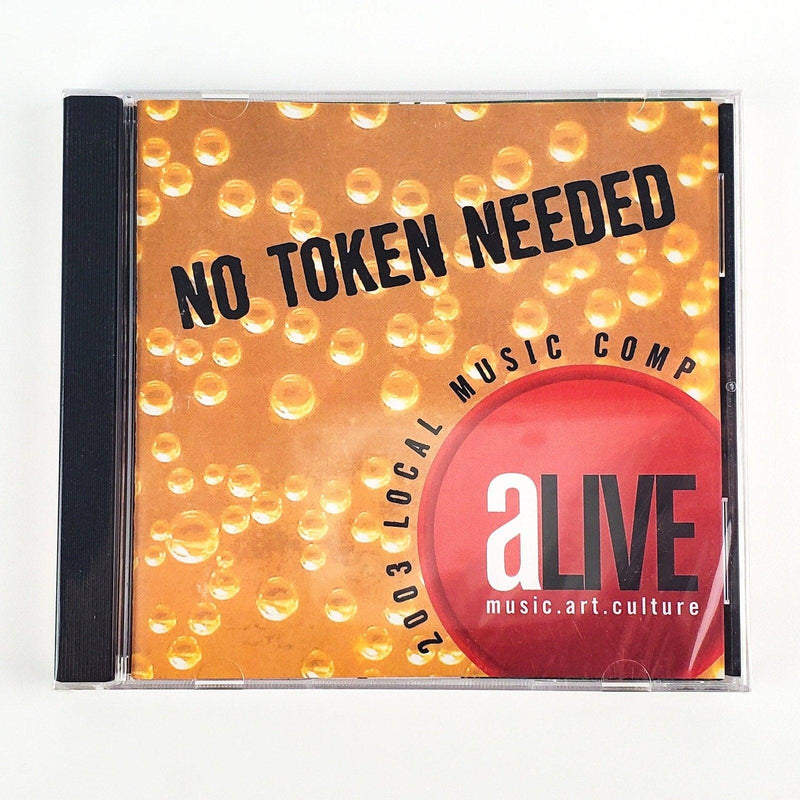 NO TOKEN NEEDED
2003 LOCAL MUSIC COMP
aLIVE
music.art.culture